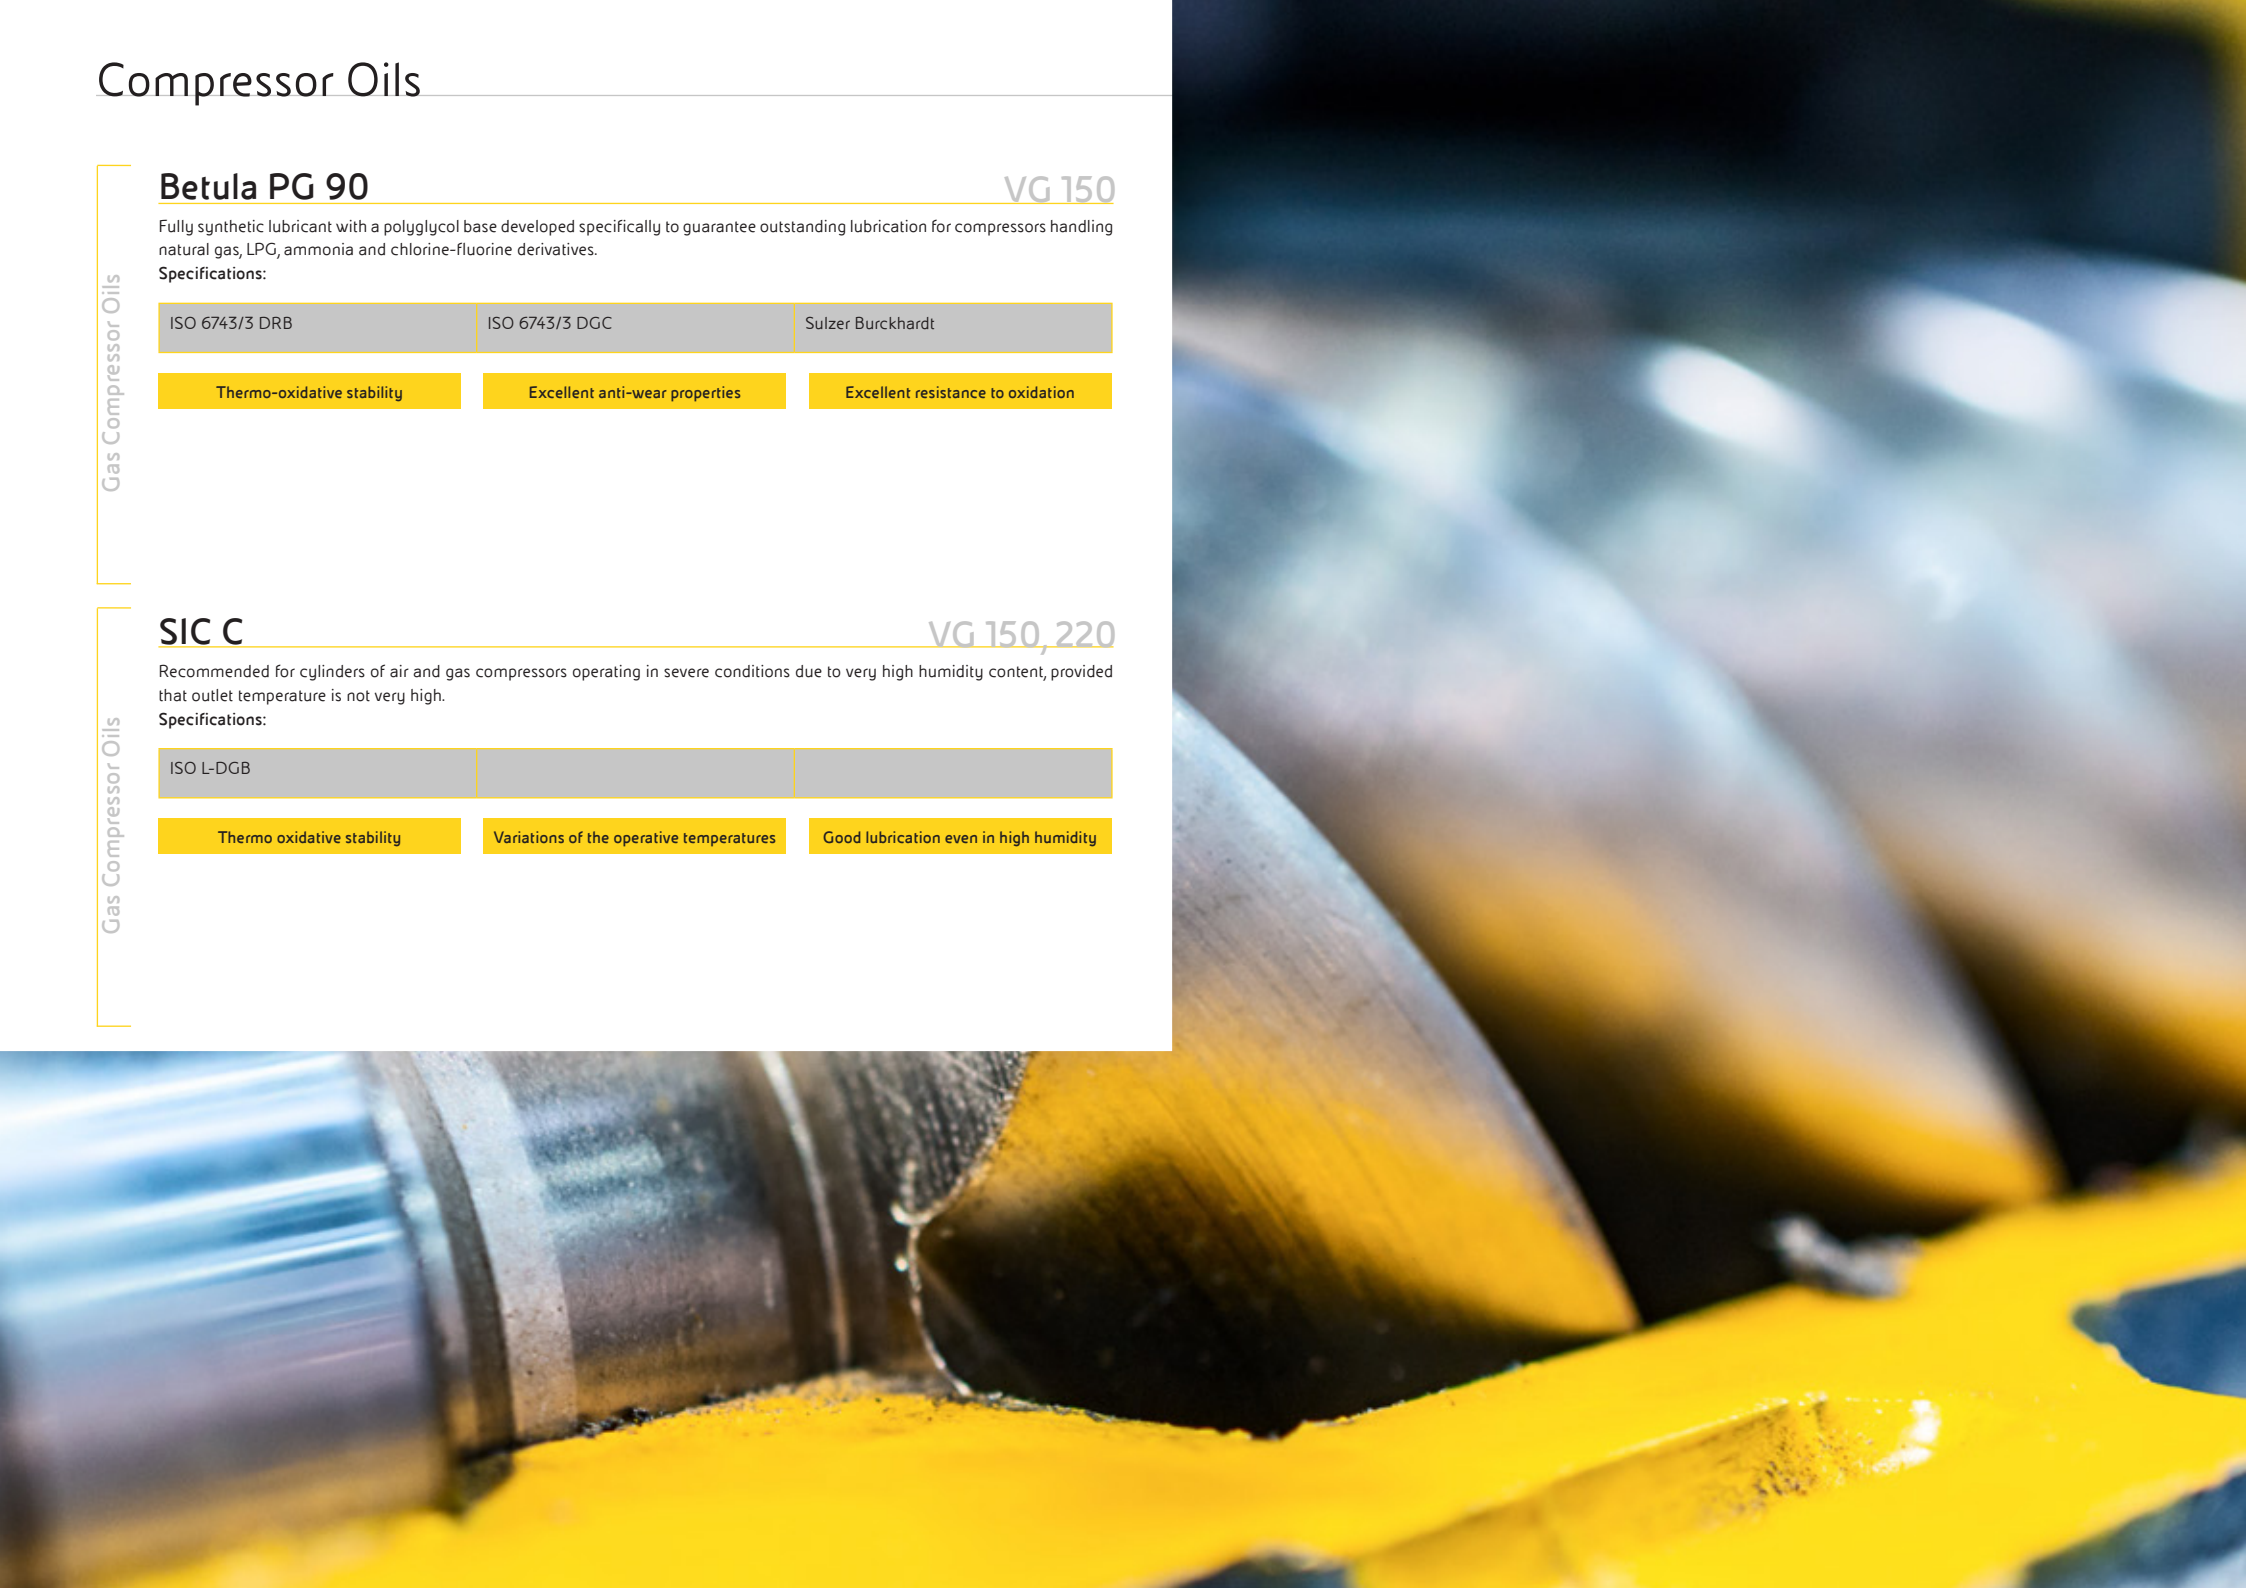 Compressor Oils
Gas Compressor Oils
Betula PG 90
VG 150
Fully synthetic lubricant with a polyglycol base developed specifically to guarantee outstanding lubrication for compressors handling
natural gas, LPG, ammonia and chlorine-fluorine derivatives.
Specifications:
ISO 6743/3 DRB
ISO 6743/3 DGC
Sulzer Burckhardt
Thermo-oxidative stability
Excellent anti-wear properties
Excellent resistance to oxidation
Gas Compressor Oils
SIC C
VG 150, 220
Recommended for cylinders of air and gas compressors operating in severe conditions due to very high humidity content, provided
that outlet temperature is not very high.
Specifications:
ISO L-DGB
Thermo oxidative stability
Variations of the operative temperatures
Good lubrication even in high humidity